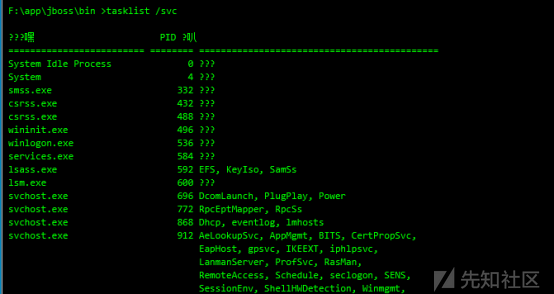 F:\app\jboss\bin >tasklist /svc
???嘿 PID ?叭
========================= ======== ============================================
System Idle Process 0 ???
System 4 ???
smss.exe 332 ???
csrss.exe 432 ???
csrss.exe 488 ???
wininit.exe 496 ???
winlogon.exe 536 ???
services.exe 584 ???
lsass.exe 592 EFS, KeyIso, SamSs
lsm.exe 600 ???
svchost.exe 696 DcomLaunch, PlugPlay, Power
svchost.exe 772 RpcEptMapper, RpcSs
svchost.exe 868 Dhcp, eventlog, lmhosts
svchost.exe 912 AeLookupSvc, AppMgmt, BITS, CertPropSvc,
EapHost, gpsvc, IKEEXT, iphlpsvc,
LanmanServer, ProfSvc, RasMan,
RemoteAccess, Schedule, seclogon, SENS,
SessionEnv, ShellHWDetection, Winmgmt,
先知社区